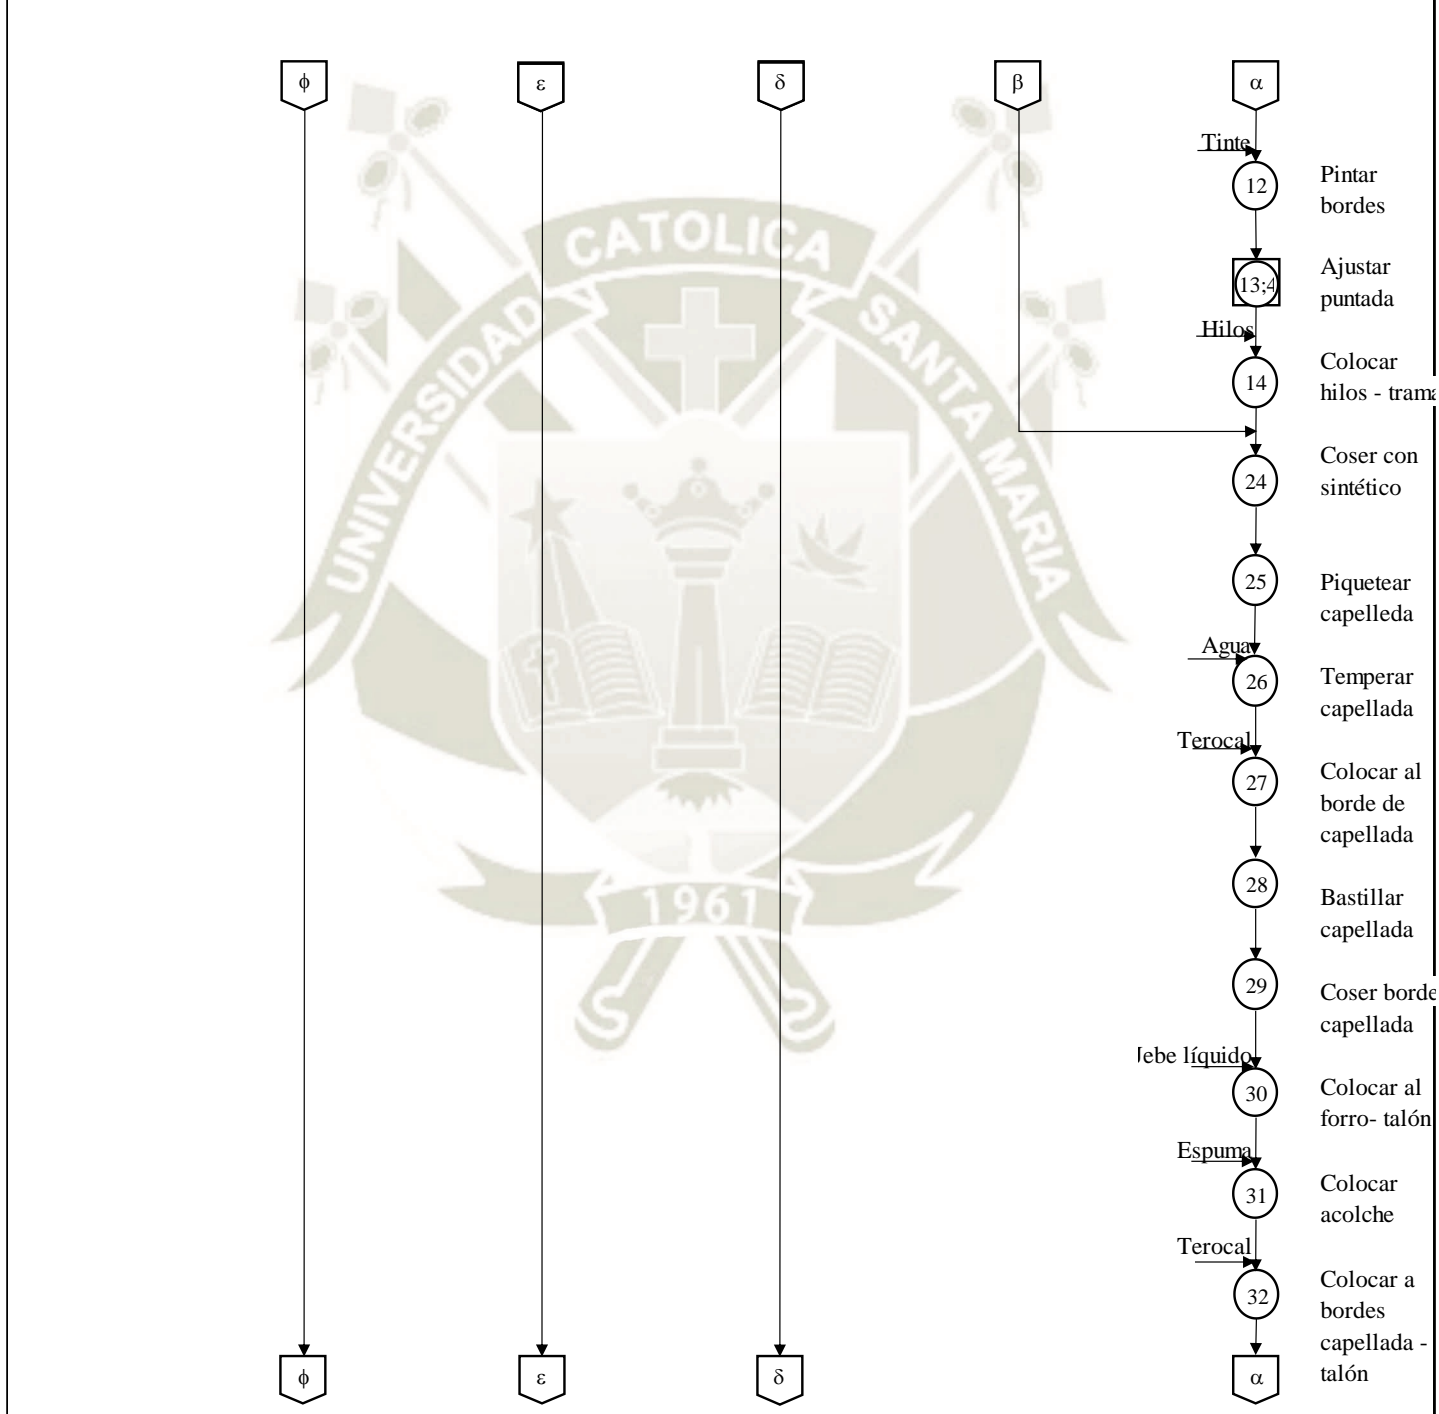 ϕ
ε
δ
β
α
Tinte
12
Pintar
bordes
13;4
Ajustar
puntada
Hilos
14
Colocar
hilos - trama
24
Coser con
sintético
25
Piquetear
capelleda
Agua
26
Temperar
capellada
Terocal
27
Colocar al
borde de
capellada
28
Bastillar
capellada
29
Coser borde
capellada
Jebe líquido
30
Colocar al
forro- talón
Espuma
31
Colocar
acolche
Terocal
32
Colocar a
bordes
capellada -
talón
ϕ
ε
δ
α
UNIVERSIDAD CATOLICA SANTA MARIA
1961